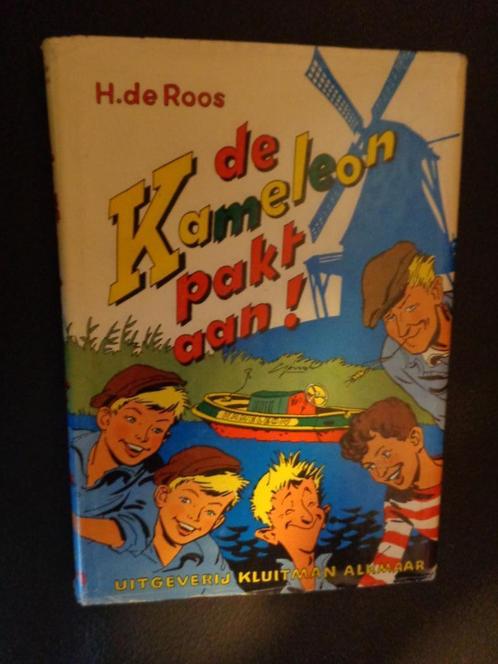 H. de Roos
de
Kameleon
pakt
aan!
UITGEVERIJ KLUITMAN ALKMAAR